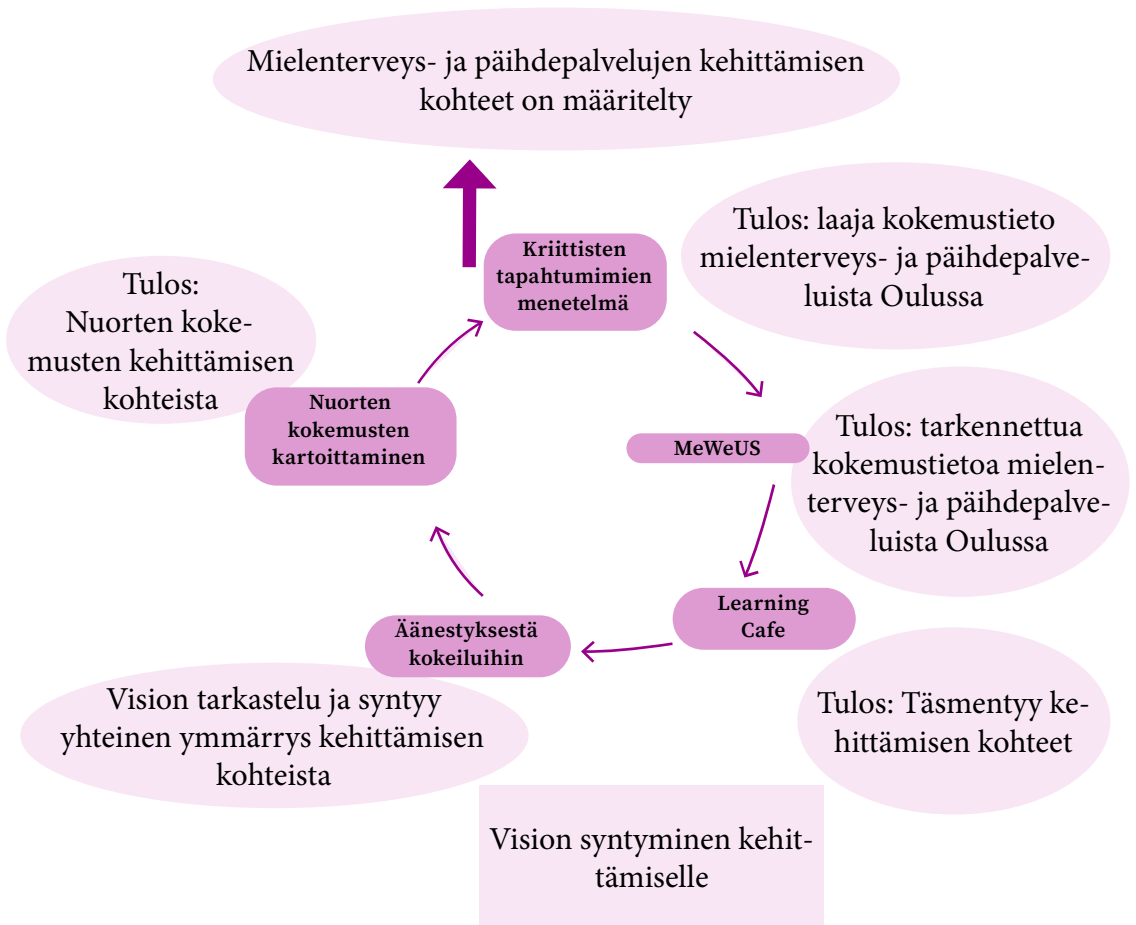 Mielenterveys- ja päihdepalvelujen kehittämisen
kohteet on määritelty
Kriittisten
tapahtumimien
menetelmä
Tulos: laaja kokemustieto
mielenterveys- ja päihdepalve-
luista Oulussa
MeWeUS
Tulos: tarkennettua
kokemustietoa mielen-
terveys- ja päihdepalve-
luista Oulussa
Learning
Cafe
Tulos: Täsmentyy ke-
hittämisen kohteet
Vision syntyminen kehit-
tämiselle
Äänestyksestä
kokeiluihin
Vision tarkastelu ja syntyy
yhteinen ymmärrys kehittämisen
kohteista
Nuorten
kokemusten
kartoittaminen
Tulos:
Nuorten koke-
musten kehittämisen
kohteista